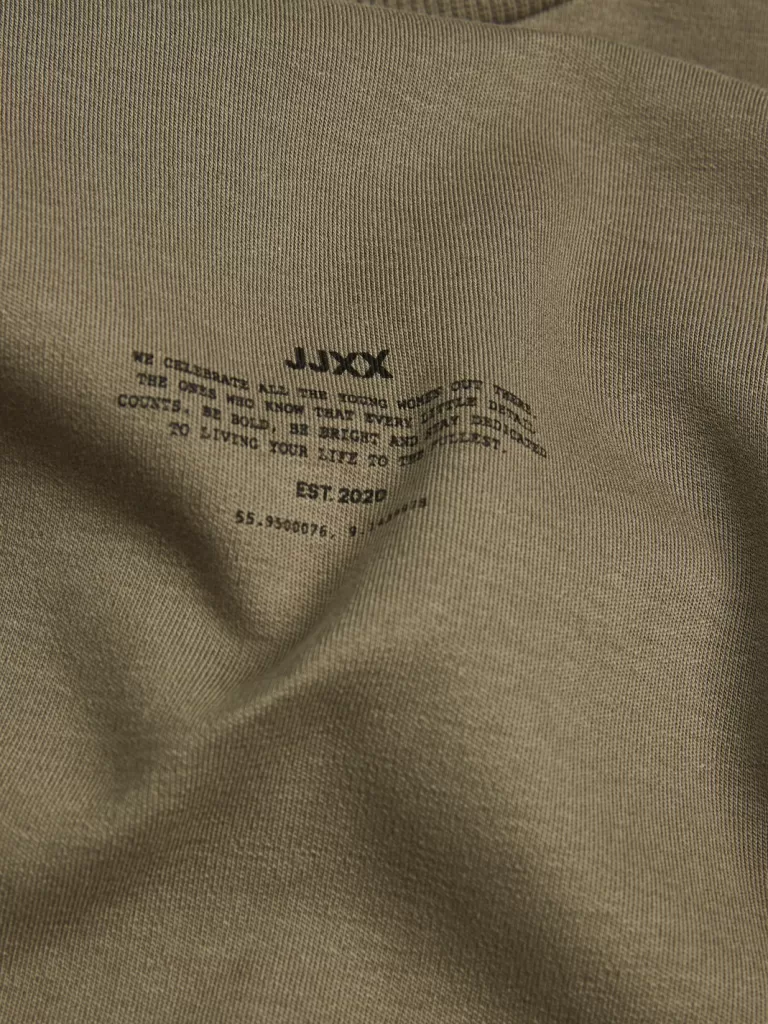 JJXX
WE CELEBRATE ALL THE YOUNG WOMEN OUT THERE.
THE ONES WHO KNOW THAT EVERY LITTLE DETAIL
COUNTS. BE BOLD, BE BRIGHT AND STAY DEDICATED
TO LIVING YOUR LIFE TO THE FULLEST.
EST. 2020
55.9500076,